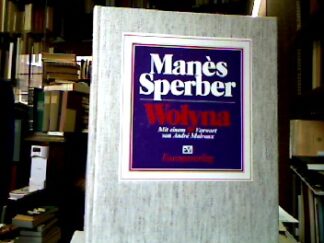 Manès
Sperber
Wolyna
Mit einem Vorwort
von André Malraux
Europaverlag